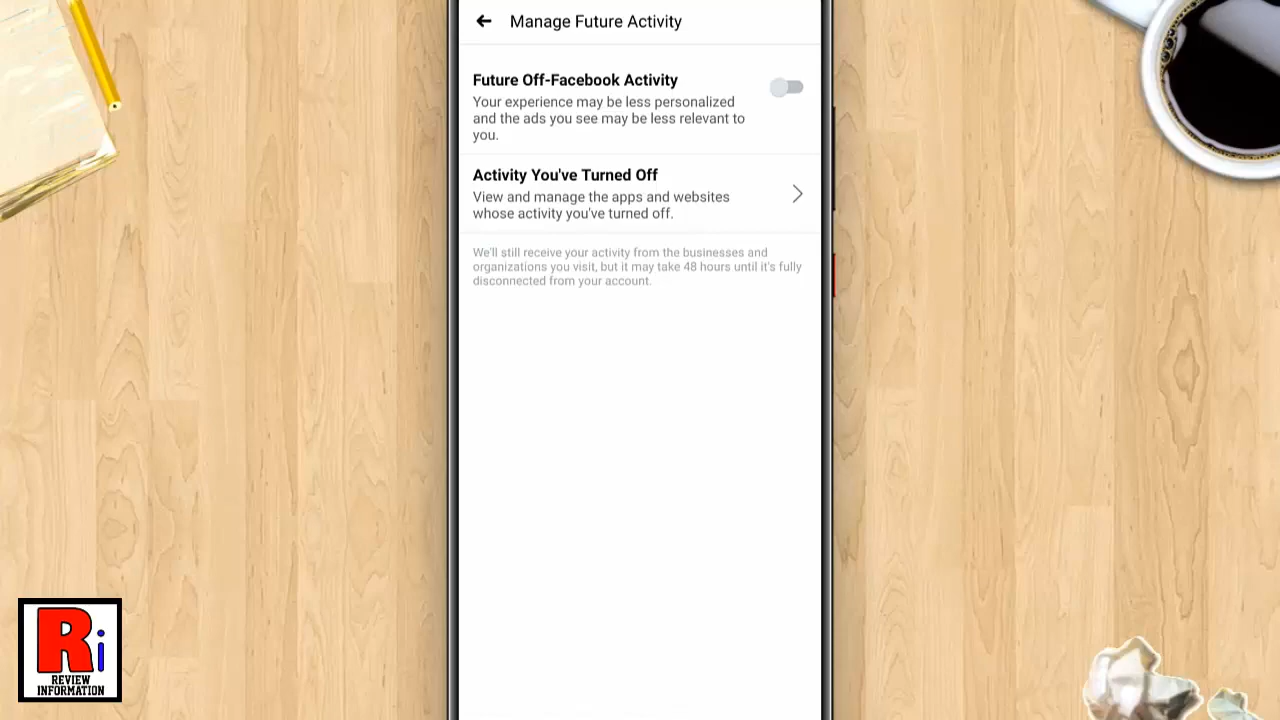 Manage Future Activity
Future Off-Facebook Activity
Your experience may be less personalized
and the ads you see may be less relevant to
you.
Activity You've Turned Off
View and manage the apps and websites
whose activity you've turned off.
We'll still receive your activity from the businesses and
organizations you visit, but it may take 48 hours until it's fully
disconnected from your account.
Ri
REVIEW
INFORMATION